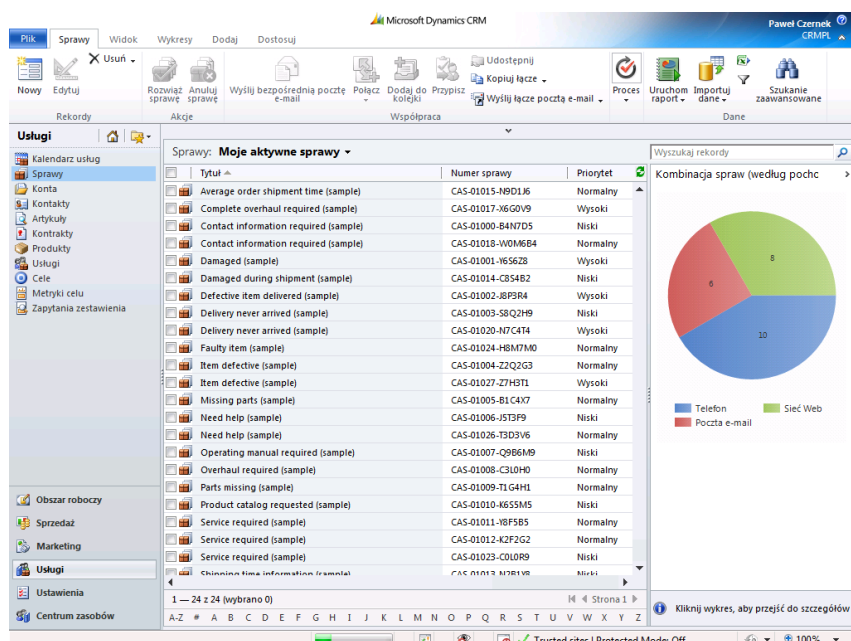 Microsoft Dynamics CRM
Paweł Czernek
CRMPL
Plik Sprawy Widok Wykresy Dodaj Dostosuj
Nowy
Edytuj
Usuń
Rekordy
Rozwiąż sprawę
Anuluj sprawę
Akcje
Wyślij bezpośrednią pocztę e-mail
Połącz
Dodaj do kolejki
Przypisz
Udostępnij
Kopiuj łącze
Wyślij łącze pocztą e-mail
Współpraca
Proces
Uruchom raport
Importuj dane
Szukanie zaawansowane
Dane
Usługi
Kalendarz usług
Sprawy
Konta
Kontakty
Artykuły
Kontrakty
Produkty
Usługi
Cele
Metryki celu
Zapytania zestawienia
Obszar roboczy
Sprzedaż
Marketing
Usługi
Ustawienia
Centrum zasobów
Sprawy: Moje aktywne sprawy
Tytuł Numer sprawy Priorytet
Average order shipment time (sample) CAS-01015-N9D1J6 Normalny
Complete overhaul required (sample) CAS-01017-X6G0V9 Wysoki
Contact information required (sample) CAS-01000-B4N7D5 Niski
Contact information required (sample) CAS-01018-W0M6B4 Normalny
Damaged (sample) CAS-01001-Y6S6Z8 Wysoki
Damaged during shipment (sample) CAS-01014-C8S4B2 Niski
Defective item delivered (sample) CAS-01002-J8P3R4 Wysoki
Delivery never arrived (sample) CAS-01003-S8Q2H9 Niski
Delivery never arrived (sample) CAS-01020-N7C4T4 Wysoki
Faulty item (sample) CAS-01024-H8M7M0 Normalny
Item defective (sample) CAS-01004-Z2Q2G3 Normalny
Item defective (sample) CAS-01027-Z7H3T1 Wysoki
Missing parts (sample) CAS-01005-B1C4X7 Normalny
Need help (sample) CAS-01006-J5T3F9 Niski
Need help (sample) CAS-01026-T3D3V6 Normalny
Operating manual required (sample) CAS-01007-Q9B6M9 Niski
Overhaul required (sample) CAS-01008-C3L0H0 Normalny
Parts missing (sample) CAS-01009-T1G4H1 Normalny
Product catalog requested (sample) CAS-01010-K6S5M5 Niski
Service required (sample) CAS-01011-Y8F5B5 Normalny
Service required (sample) CAS-01012-K2F2G2 Normalny
Service required (sample) CAS-01023-C0L0R9 Niski
Shipping time information (sample) CAS-01013-N2B1Y8 Niski
1 — 24 z 24 (wybrano 0) Strona 1
A-Z # A B C D E F G H I J K L M N O P Q R S T U V W X Y Z
Wyszukaj rekordy
Kombinacja spraw (według pochc
8
6
10
Telefon
Sieć Web
Poczta e-mail
Kliknij wykres, aby przejść do szczegółów
Trusted sites | Protected Mode: Off
100%